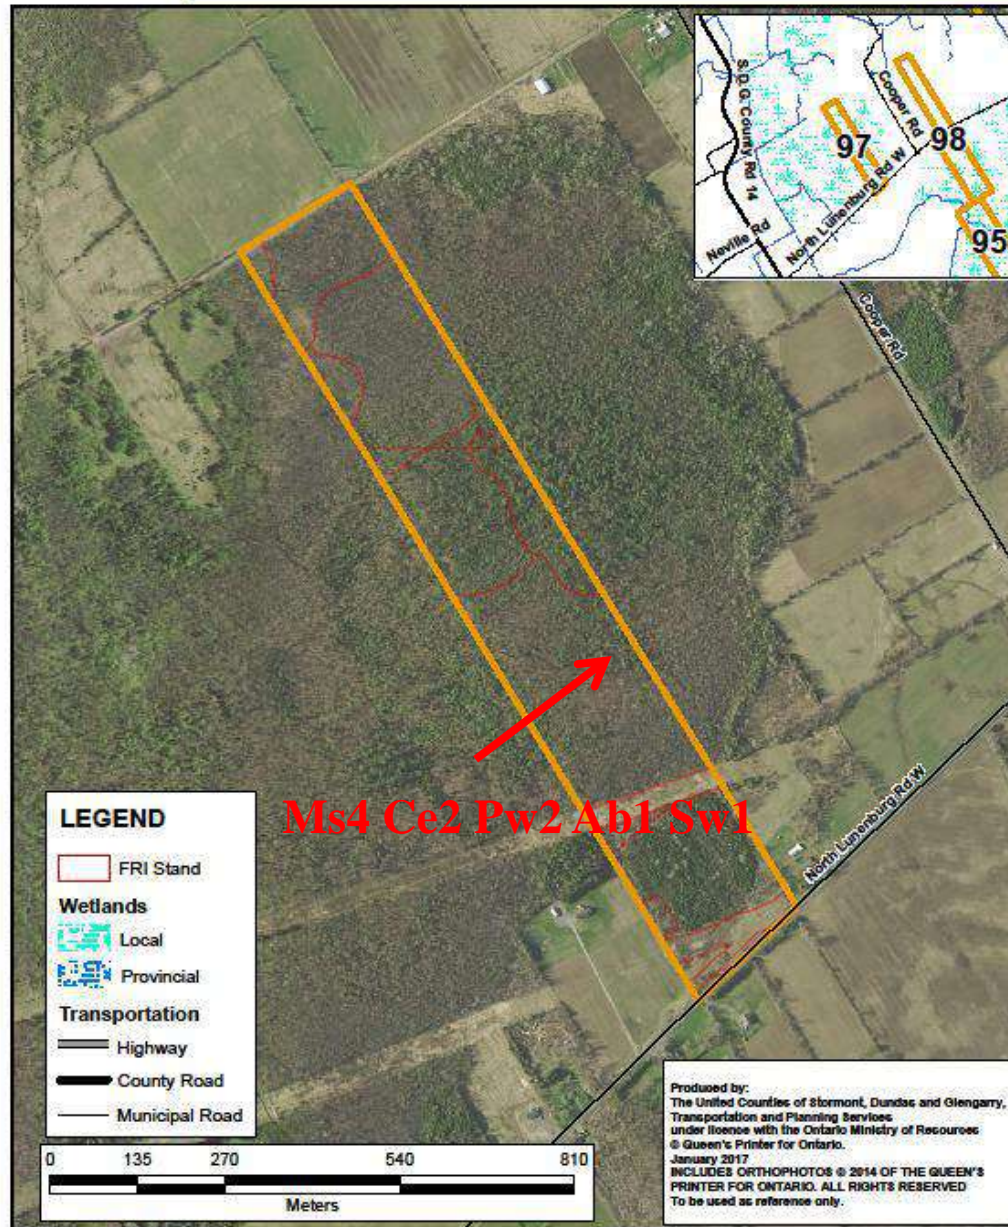 S.D.G. County Rd 14
Cooper Rd
97
98
95
Neville Rd
North Lunenburg Rd W
Cooper Rd
Ms4 Ce2 Pw2 Ab1 Sw1
North Lunenburg Rd W
LEGEND
FRI Stand
Wetlands
Local
Provincial
Transportation
Highway
County Road
Municipal Road
0 135 270 540 810
Meters
Produced by:
The United Counties of Stormont, Dundas and Glengarry,
Transportation and Planning Services
under licence with the Ontario Ministry of Resources
© Queen's Printer for Ontario.
January 2017
INCLUDES ORTHOPHOTOS © 2014 OF THE QUEEN'S
PRINTER FOR ONTARIO. ALL RIGHTS RESERVED
To be used as reference only.